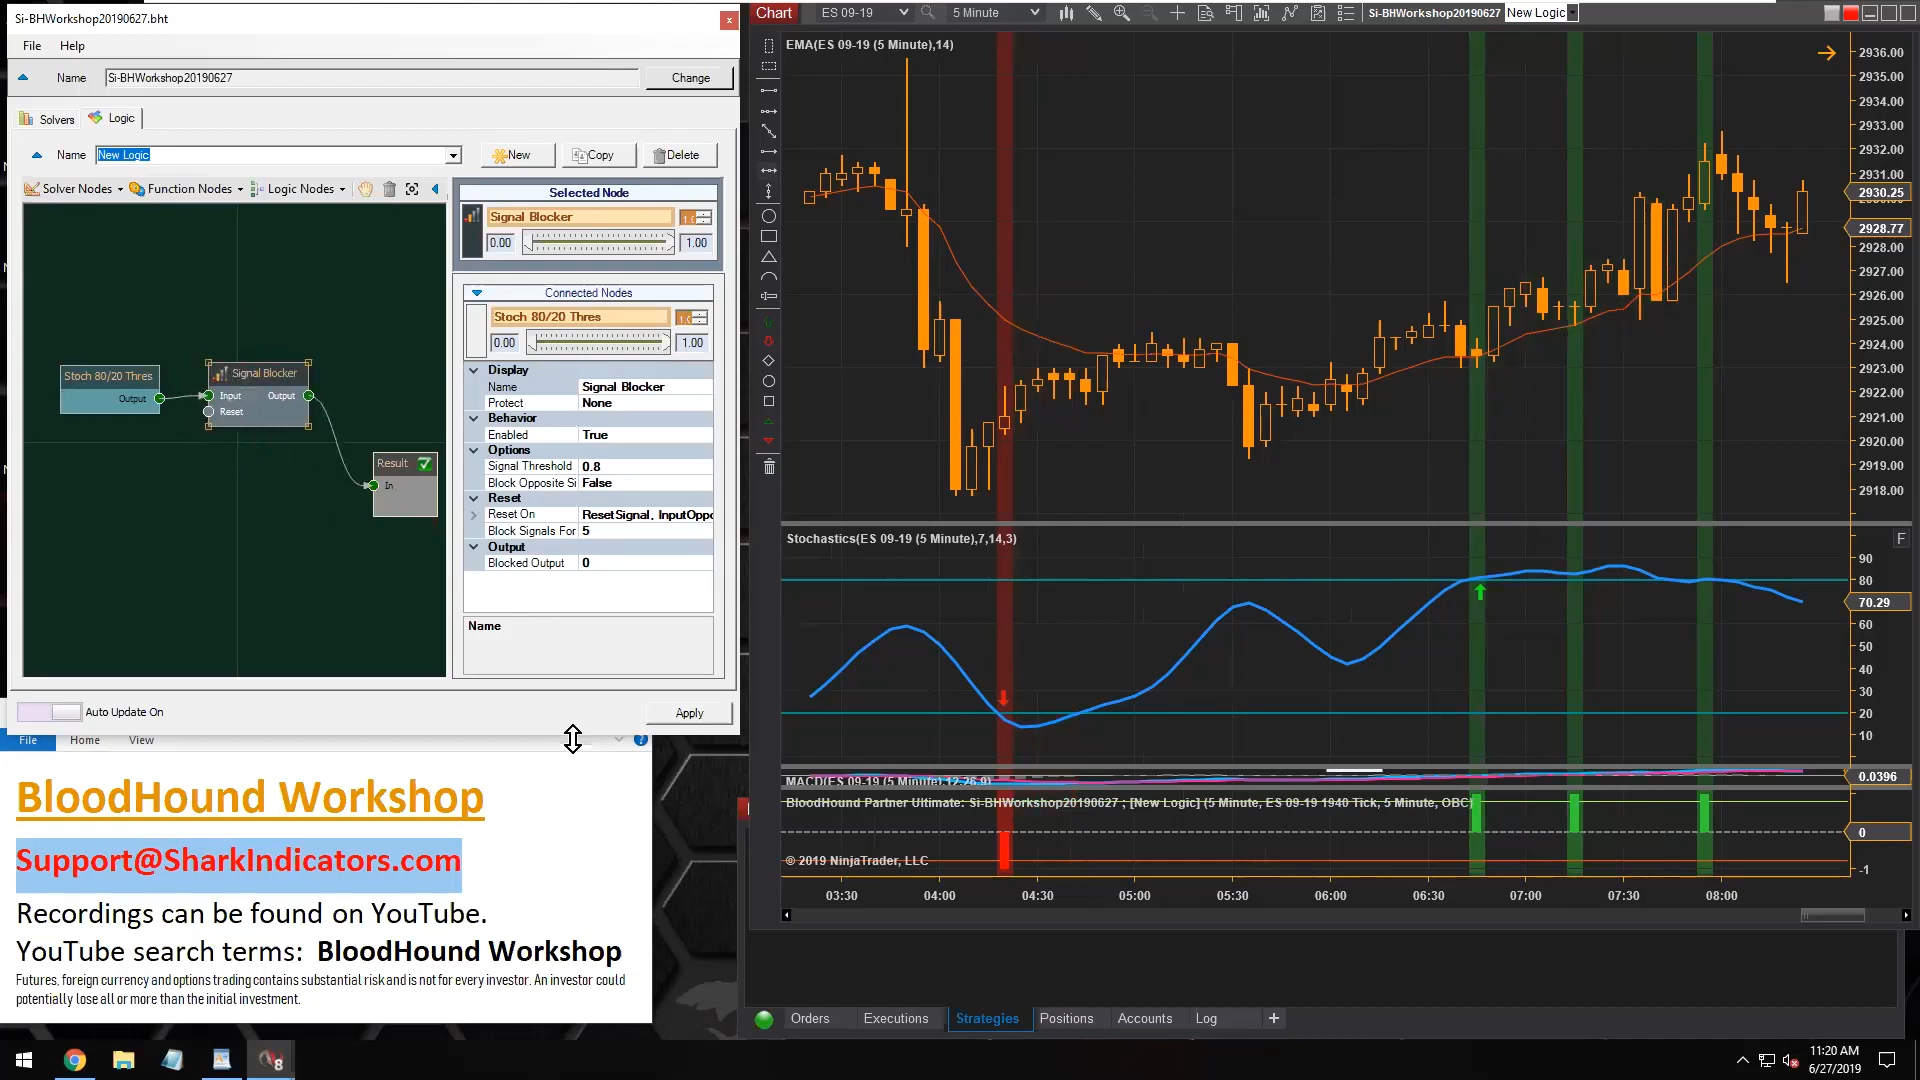 Si-BHWorkshop20190627.bht
File Help
Name Si-BHWorkshop20190627 Change
Solvers Logic
Name New Logic New Copy Delete
Solver Nodes Function Nodes Logic Nodes
Selected Node
Signal Blocker
0.00 1.00
Connected Nodes
Stoch 80/20 Thres
0.00 1.00
Display
Name Signal Blocker
Protect None
Behavior
Enabled True
Options
Signal Threshold 0.8
Block Opposite Si False
Reset
Reset On ResetSignal, InputOppo
Block Signals For 5
Output
Blocked Output 0
Name
Stoch 80/20 Thres
Output
Signal Blocker
Input Output
Reset
Result
In
Auto Update On Apply
File Home View
BloodHound Workshop
Support@SharkIndicators.com
Recordings can be found on YouTube.
YouTube search terms: BloodHound Workshop
Futures, foreign currency and options trading contains substantial risk and is not for every investor. An investor could
potentially lose all or more than the initial investment.
Chart ES 09-19 5 Minute Si-BHWorkshop20190627 New Logic
EMA(ES 09-19 (5 Minute),14)
2936.00
2935.00
2934.00
2933.00
2932.00
2931.00
2930.25
2928.77
2928.00
2927.00
2926.00
2925.00
2924.00
2923.00
2922.00
2921.00
2920.00
2919.00
2918.00
Stochastics(ES 09-19 (5 Minute),7,14,3)
F
90
80
70.29
60
50
40
30
20
10
MACD(ES 09-19 (5 Minute),12,26,9)
0.0396
BloodHound Partner Ultimate: Si-BHWorkshop20190627 ; [New Logic] (5 Minute, ES 09-19 1940 Tick, 5 Minute, OBC)
0
© 2019 NinjaTrader, LLC
-1
03:30 04:00 04:30 05:00 05:30 06:00 06:30 07:00 07:30 08:00
Orders Executions Strategies Positions Accounts Log +
8
11:20 AM
6/27/2019